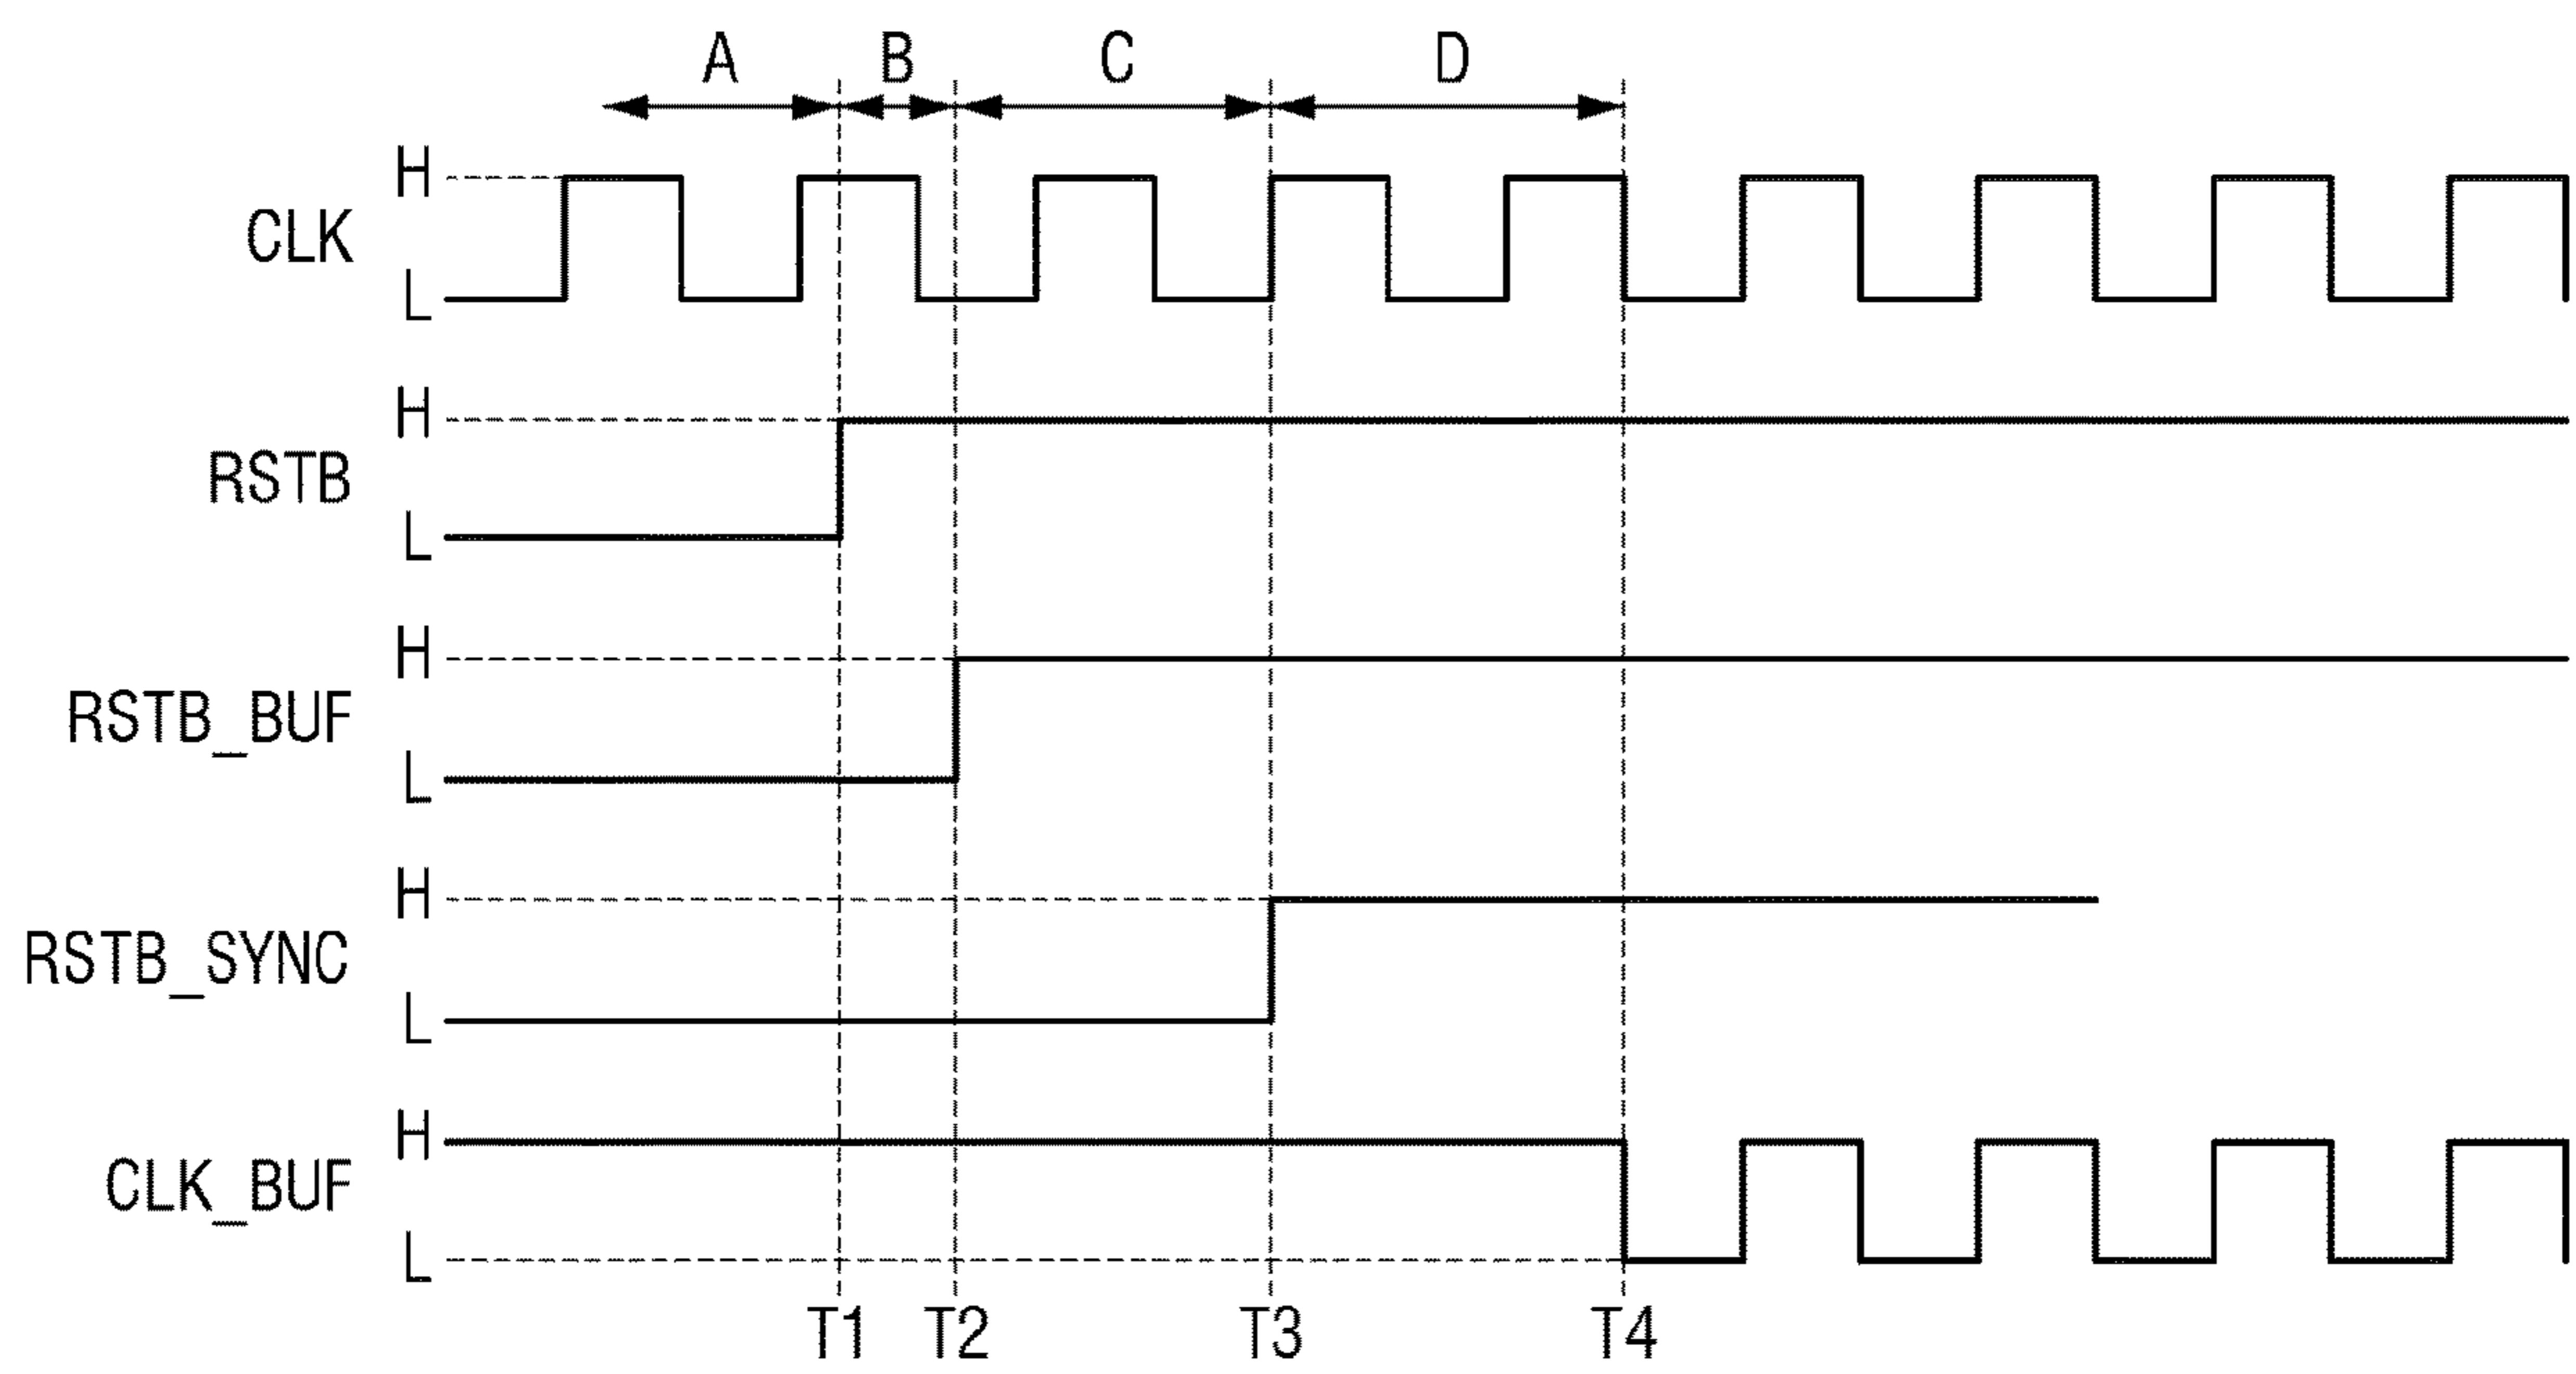 A B C D
H
CLK
L
H
RSTB
L
H
RSTB_BUF
L
H
RSTB_SYNC
L
H
CLK_BUF
L
T1 T2 T3 T4